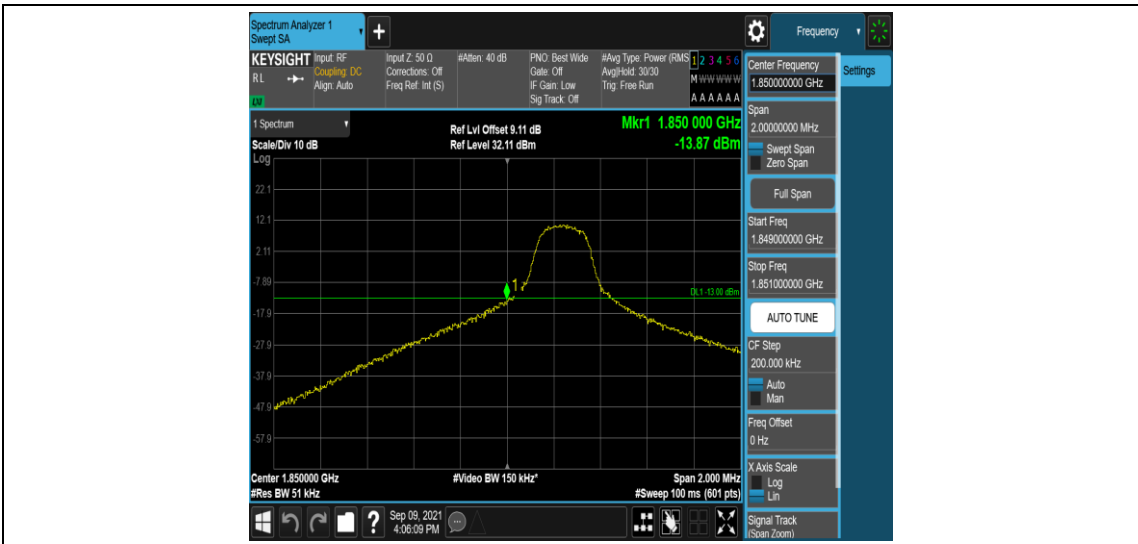 Spectrum Analyzer 1
Swept SA
Frequency
KEYSIGHT
RL
LXI
Input: RF
Coupling: DC
Align: Auto
Input Z: 50 Ω
Corrections: Off
Freq Ref: Int (S)
#Atten: 40 dB
PNO: Best Wide
Gate: Off
IF Gain: Low
Sig Track: Off
#Avg Type: Power (RMS
Avg|Hold: 30/30
Trig: Free Run
1 2 3 4 5 6
M W W W W W
A A A A A A
1 Spectrum
Scale/Div 10 dB
Log
Ref Lvl Offset 9.11 dB
Ref Level 32.11 dBm
Mkr1 1.850 000 GHz
-13.87 dBm
22.1
12.1
2.11
-7.89
-17.9
-27.9
-37.9
-47.9
-57.9
1
DL1 -13.00 dBm
Center 1.850000 GHz
#Res BW 51 kHz
#Video BW 150 kHz*
Span 2.000 MHz
#Sweep 100 ms (601 pts)
Sep 09, 2021
4:06:09 PM
Center Frequency
1.850000000 GHz
Settings
Span
2.00000000 MHz
Swept Span
Zero Span
Full Span
Start Freq
1.849000000 GHz
Stop Freq
1.851000000 GHz
AUTO TUNE
CF Step
200.000 kHz
Auto
Man
Freq Offset
0 Hz
X Axis Scale
Log
Lin
Signal Track
(Span Zoom)